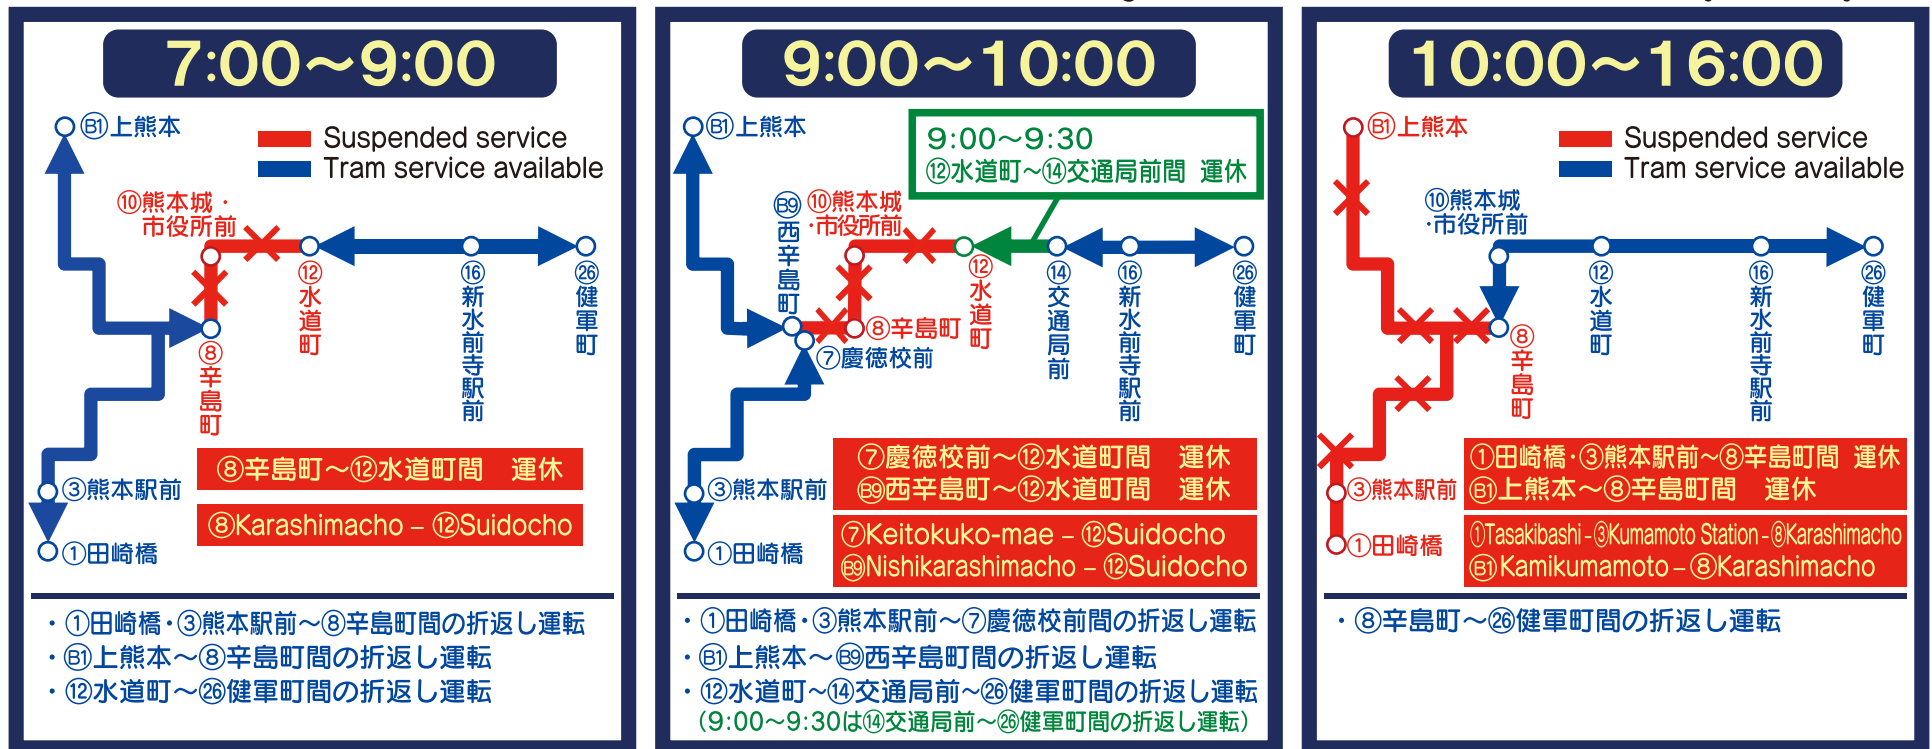 7:00～9:00
Ⓑ1上熊本
Suspended service
Tram service available
⑩熊本城・
市役所前
⑫水道町
⑯新水前寺駅前
㉖健軍町
⑧辛島町
③熊本駅前
①田崎橋
⑧辛島町～⑫水道町間　運休
⑧Karashimacho – ⑫Suidocho
・①田崎橋・③熊本駅前～⑧辛島町間の折返し運転
・Ⓑ1上熊本～⑧辛島町間の折返し運転
・⑫水道町～㉖健軍町間の折返し運転
9:00～10:00
Ⓑ1上熊本
9:00～9:30
⑫水道町～⑭交通局前間　運休
Ⓑ9西辛島町
⑩熊本城
・市役所前
⑫水道町
⑭交通局前
⑯新水前寺駅前
㉖健軍町
⑧辛島町
⑦慶徳校前
③熊本駅前
①田崎橋
⑦慶徳校前～⑫水道町間　運休
Ⓑ9西辛島町～⑫水道町間　運休
⑦Keitokuko-mae – ⑫Suidocho
Ⓑ9Nishikarashimacho – ⑫Suidocho
・①田崎橋・③熊本駅前～⑦慶徳校前間の折返し運転
・Ⓑ1上熊本～Ⓑ9西辛島町間の折返し運転
・⑫水道町～⑭交通局前～㉖健軍町間の折返し運転
（9:00～9:30は⑭交通局前～㉖健軍町間の折返し運転）
10:00～16:00
Ⓑ1上熊本
Suspended service
Tram service available
⑩熊本城
・市役所前
⑫水道町
⑯新水前寺駅前
㉖健軍町
⑧辛島町
③熊本駅前
①田崎橋
①田崎橋・③熊本駅前～⑧辛島町間 運休
Ⓑ1上熊本～⑧辛島町間　運休
①Tasakibashi – ③Kumamoto Station – ⑧Karashimacho
Ⓑ1Kamikumamoto – ⑧Karashimacho
・⑧辛島町～㉖健軍町間の折返し運転